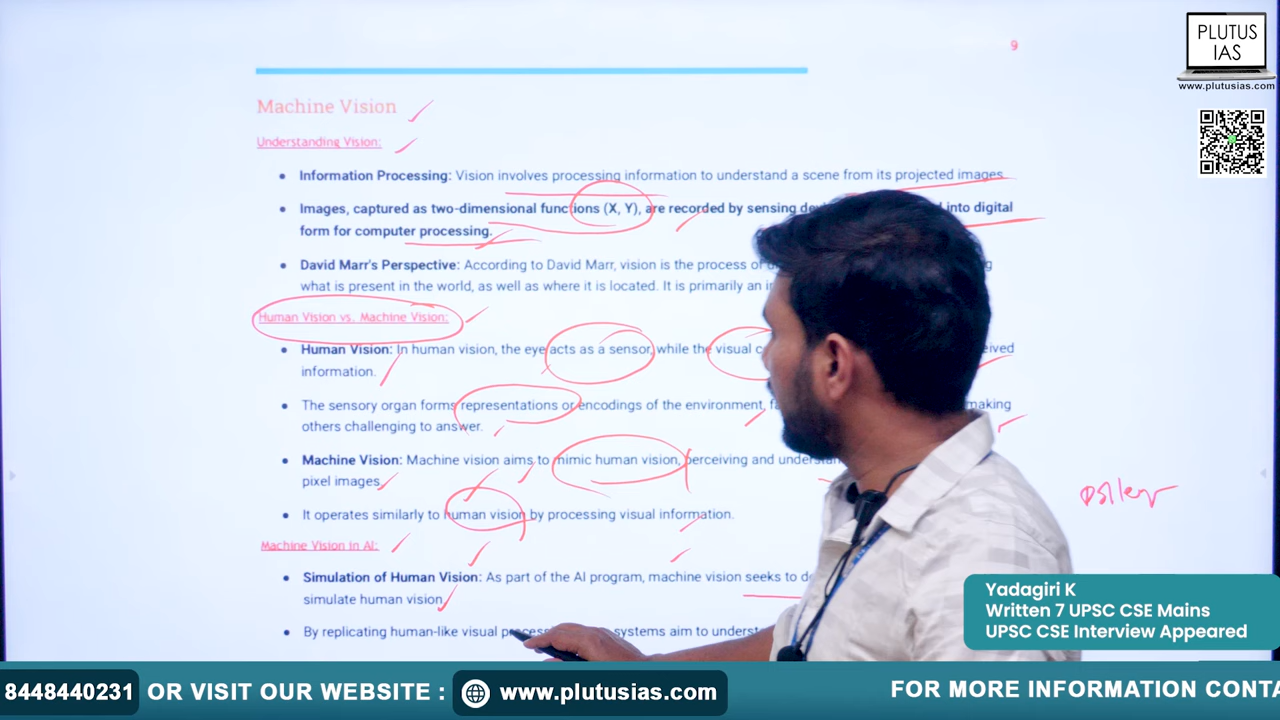 PLUTUS
IAS
www.plutusias.com
9
Machine Vision
Understanding Vision:
Information Processing: Vision involves processing information to understand a scene from its projected images.
Images, captured as two-dimensional functions (X, Y), are recorded by sensing into digital
form for computer processing.
David Marr's Perspective: According to David Marr, vision is the process of
what is present in the world, as well as where it is located. It is primarily an
Human Vision vs. Machine Vision:
Human Vision: In human vision, the eye acts as a sensor, while the visual
information.
The sensory organ forms representations or encodings of the environment, making
others challenging to answer.
Machine Vision: Machine vision aims to mimic human vision, perceiving and
pixel images.
It operates similarly to human vision by processing visual information.
Machine Vision in AI:
Simulation of Human Vision: As part of the AI program, machine vision seeks to
simulate human vision.
By replicating human-like visual systems aim to
Yadagiri K
Written 7 UPSC CSE Mains
UPSC CSE Interview Appeared
8448440231 OR VISIT OUR WEBSITE : www.plutusias.com FOR MORE INFORMATION